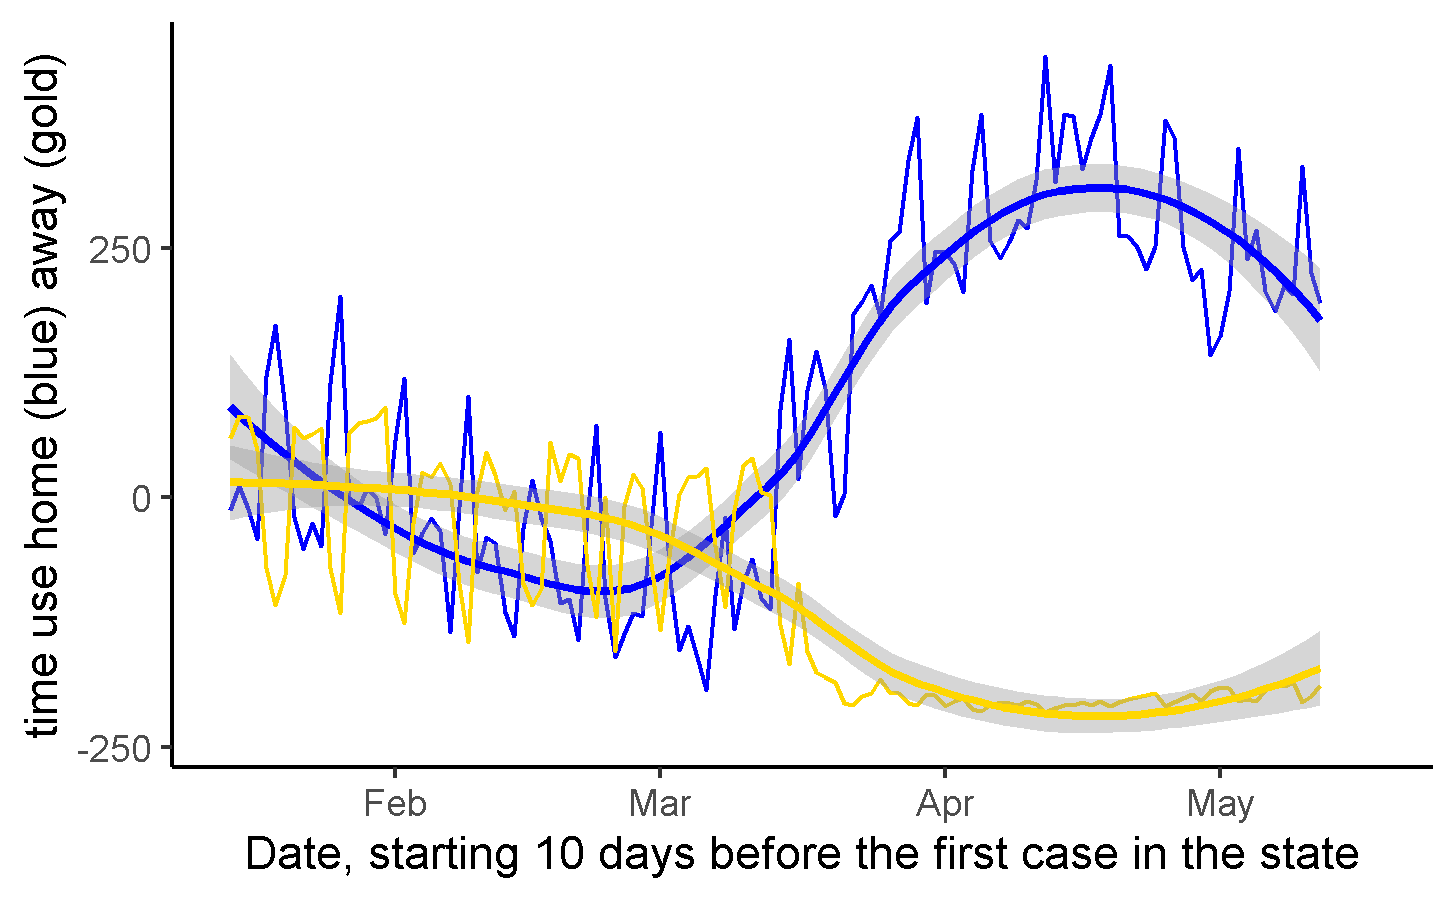 time use home (blue) away (gold)
250
0
-250
Feb Mar Apr May
Date, starting 10 days before the first case in the state